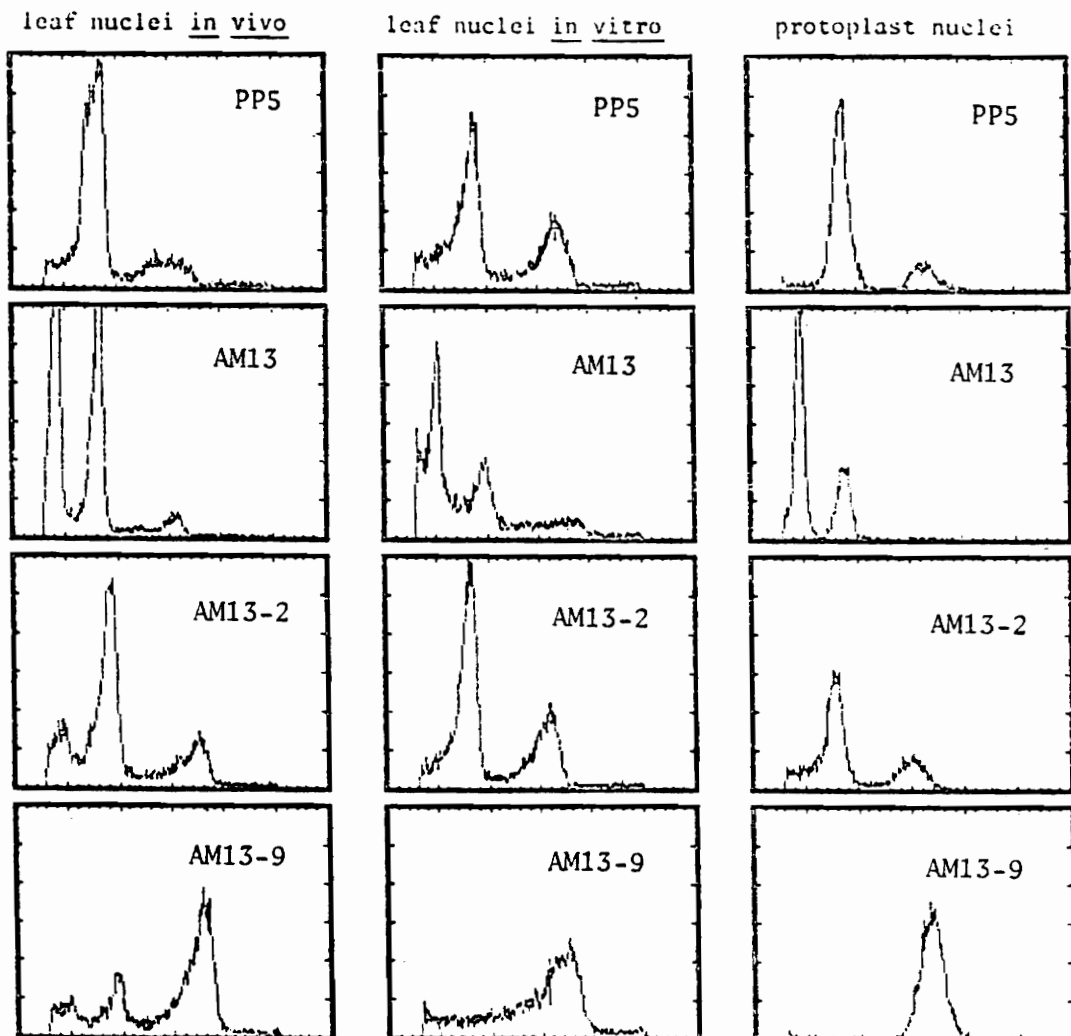 leaf nuclei in vivo
leaf nuclei in vitro
protoplast nuclei
PP5
PP5
PP5
AM13
AM13
AM13
AM13-2
AM13-2
AM13-2
AM13-9
AM13-9
AM13-9